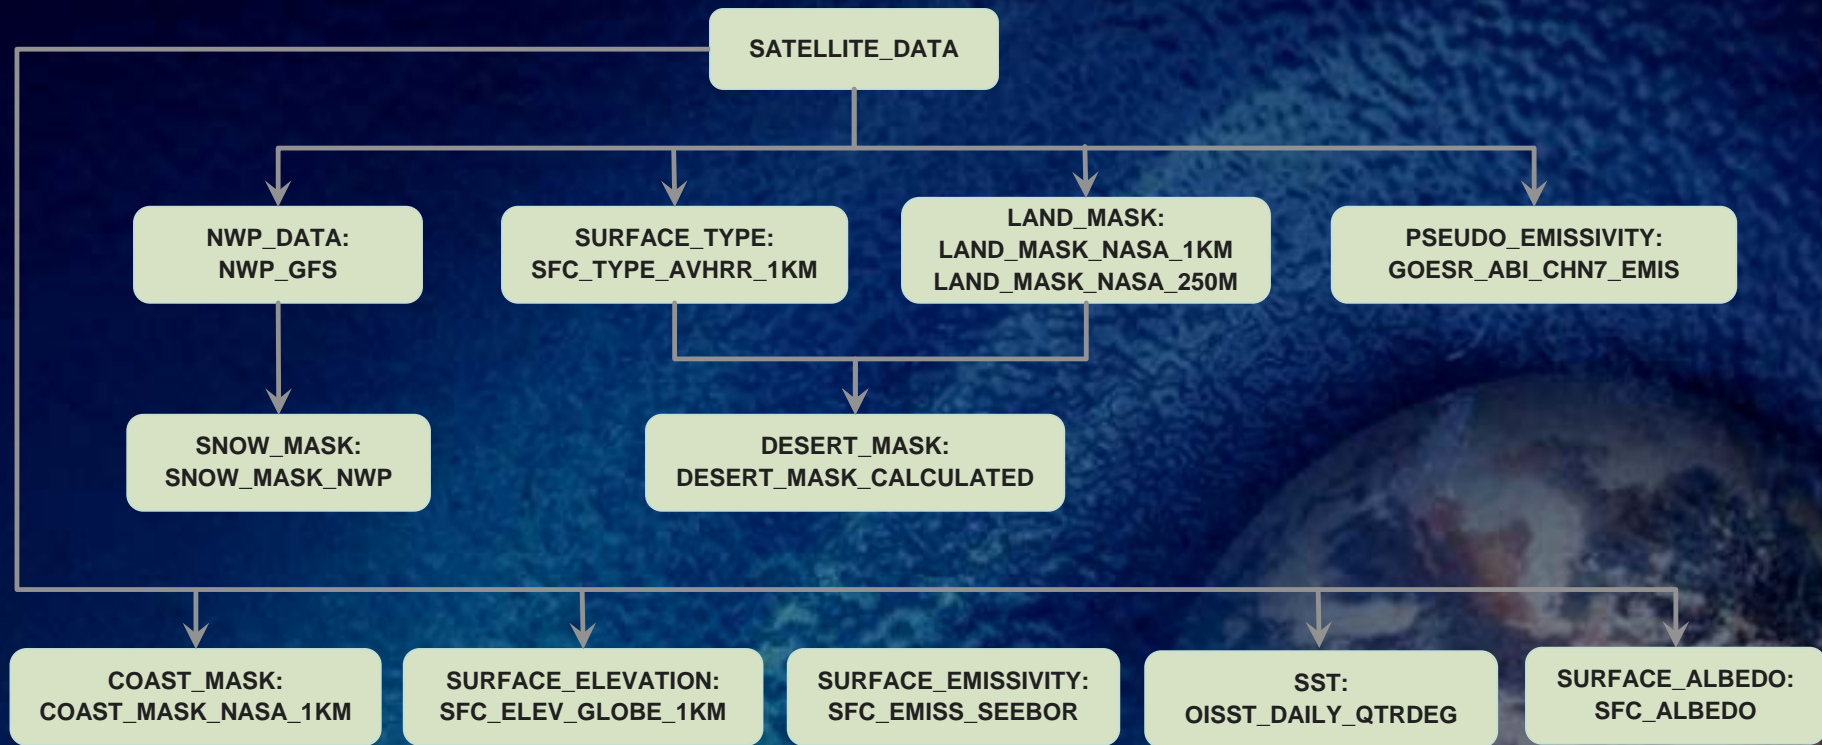 SATELLITE_DATA
NWP_DATA:
NWP_GFS
SURFACE_TYPE:
SFC_TYPE_AVHRR_1KM
LAND_MASK:
LAND_MASK_NASA_1KM
LAND_MASK_NASA_250M
PSEUDO_EMISSIVITY:
GOESR_ABI_CHN7_EMIS
SNOW_MASK:
SNOW_MASK_NWP
DESERT_MASK:
DESERT_MASK_CALCULATED
COAST_MASK:
COAST_MASK_NASA_1KM
SURFACE_ELEVATION:
SFC_ELEV_GLOBE_1KM
SURFACE_EMISSIVITY:
SFC_EMISS_SEEBOR
SST:
OISST_DAILY_QTRDEG
SURFACE_ALBEDO:
SFC_ALBEDO